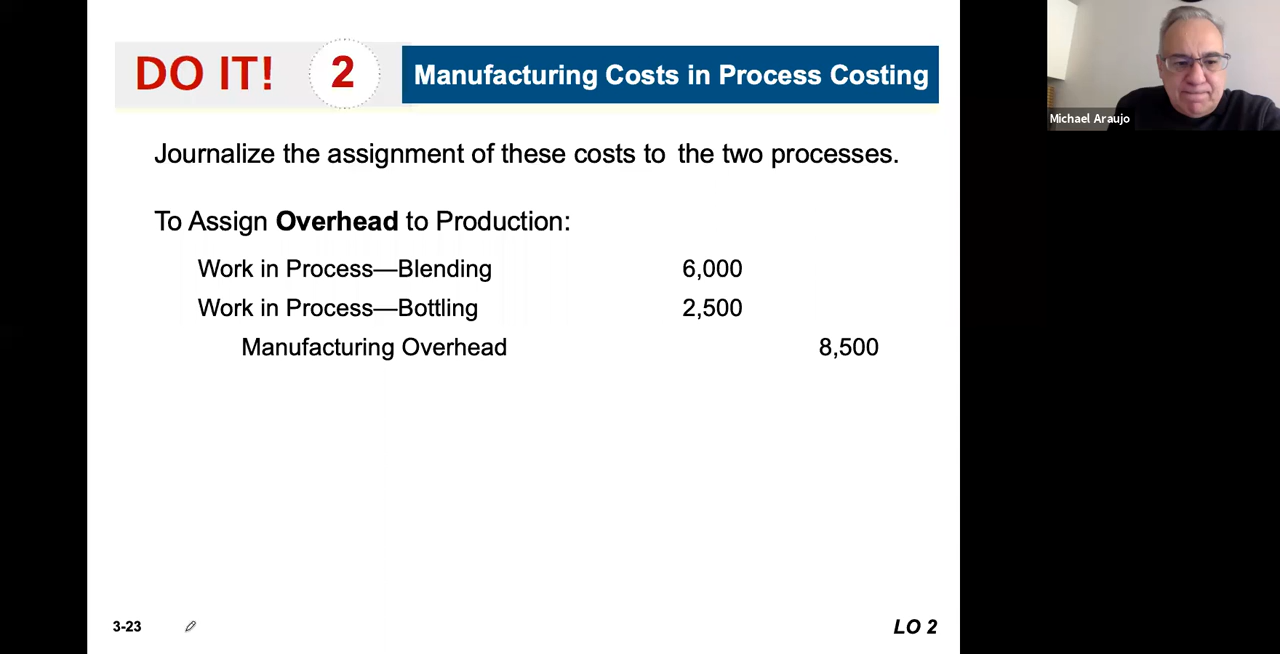 DO IT! 2 Manufacturing Costs in Process Costing
Journalize the assignment of these costs to the two processes.
To Assign Overhead to Production:
Work in Process—Blending 6,000
Work in Process—Bottling 2,500
Manufacturing Overhead 8,500
3-23 LO 2
Michael Araujo